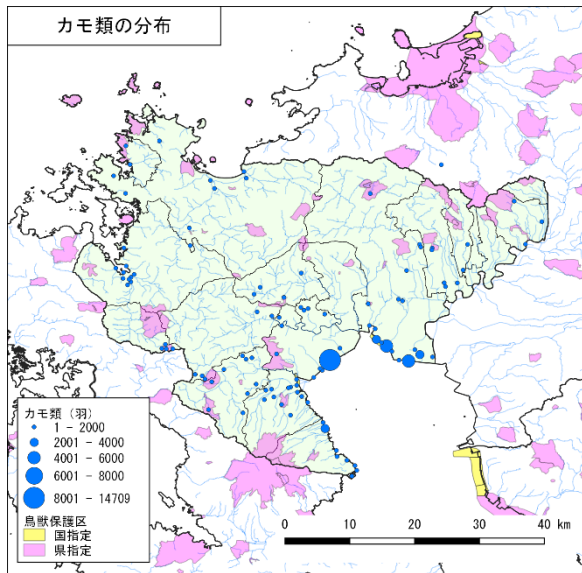 カモ類の分布
カモ類（羽）
1 - 2000
2001 - 4000
4001 - 6000
6001 - 8000
8001 - 14709
鳥獣保護区
国指定
県指定
0 10 20 30 40 km